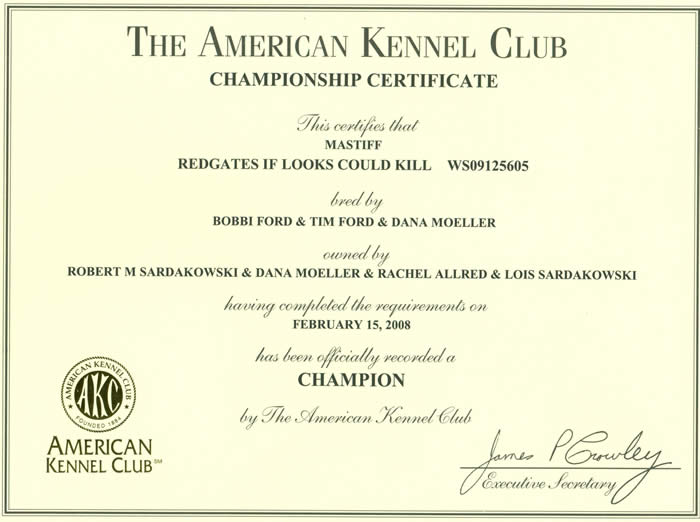 THE AMERICAN KENNEL CLUB
CHAMPIONSHIP CERTIFICATE
This certifies that
MASTIFF
REDGATES IF LOOKS COULD KILL WS09125605
bred by
BOBBI FORD & TIM FORD & DANA MOELLER
owned by
ROBERT M SARDAKOWSKI & DANA MOELLER & RACHEL ALLRED & LOIS SARDAKOWSKI
having completed the requirements on
FEBRUARY 15, 2008
has been officially recorded a
CHAMPION
by The American Kennel Club
AMERICAN KENNEL CLUB
AKC
FOUNDED 1884
AMERICAN
KENNEL CLUB℠
James P Crowley
Executive Secretary